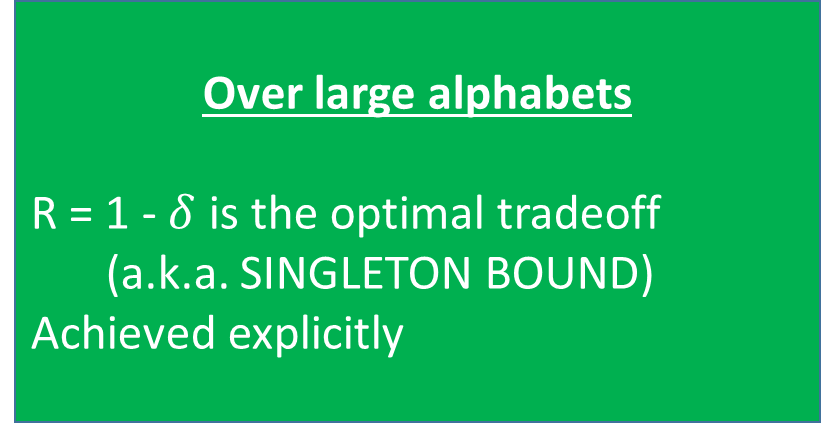 Over large alphabets
R = 1 - 𝛿 is the optimal tradeoff
(a.k.a. SINGLETON BOUND)
Achieved explicitly